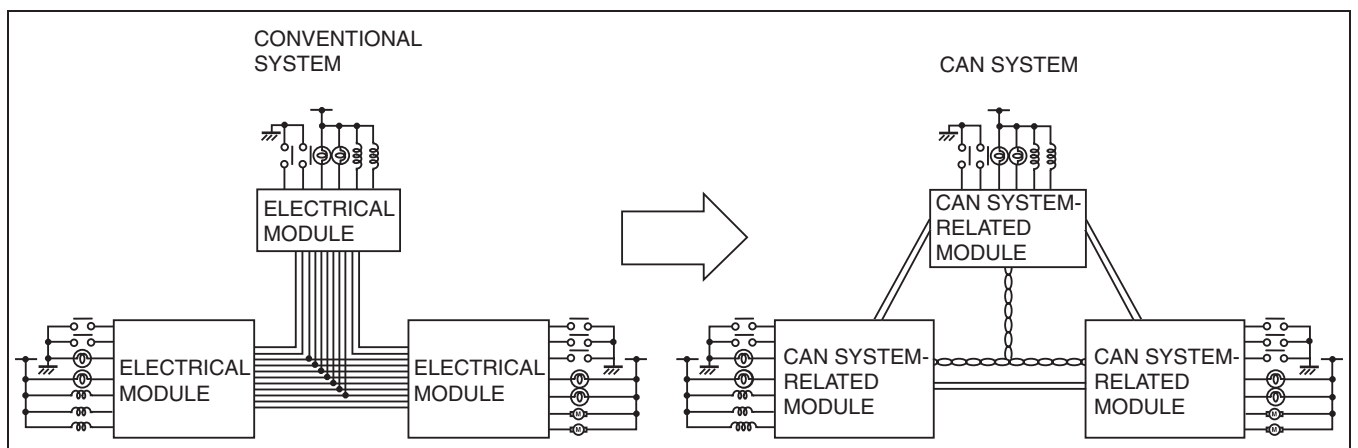 CONVENTIONAL
SYSTEM
CAN SYSTEM
ELECTRICAL
MODULE
CAN SYSTEM-
RELATED
MODULE
ELECTRICAL
MODULE
ELECTRICAL
MODULE
CAN SYSTEM-
RELATED
MODULE
CAN SYSTEM-
RELATED
MODULE
M
M
M
M